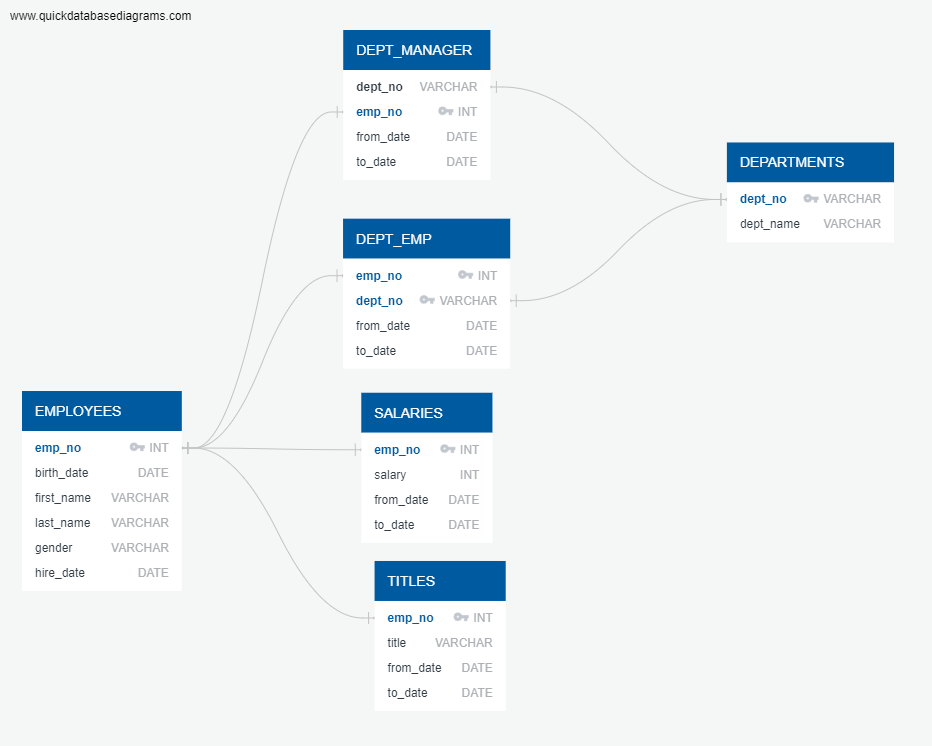 www.quickdatabasediagrams.com
DEPT_MANAGER
dept_no VARCHAR
emp_no INT
from_date DATE
to_date DATE
DEPARTMENTS
dept_no VARCHAR
dept_name VARCHAR
DEPT_EMP
emp_no INT
dept_no VARCHAR
from_date DATE
to_date DATE
EMPLOYEES
emp_no INT
birth_date DATE
first_name VARCHAR
last_name VARCHAR
gender VARCHAR
hire_date DATE
SALARIES
emp_no INT
salary INT
from_date DATE
to_date DATE
TITLES
emp_no INT
title VARCHAR
from_date DATE
to_date DATE